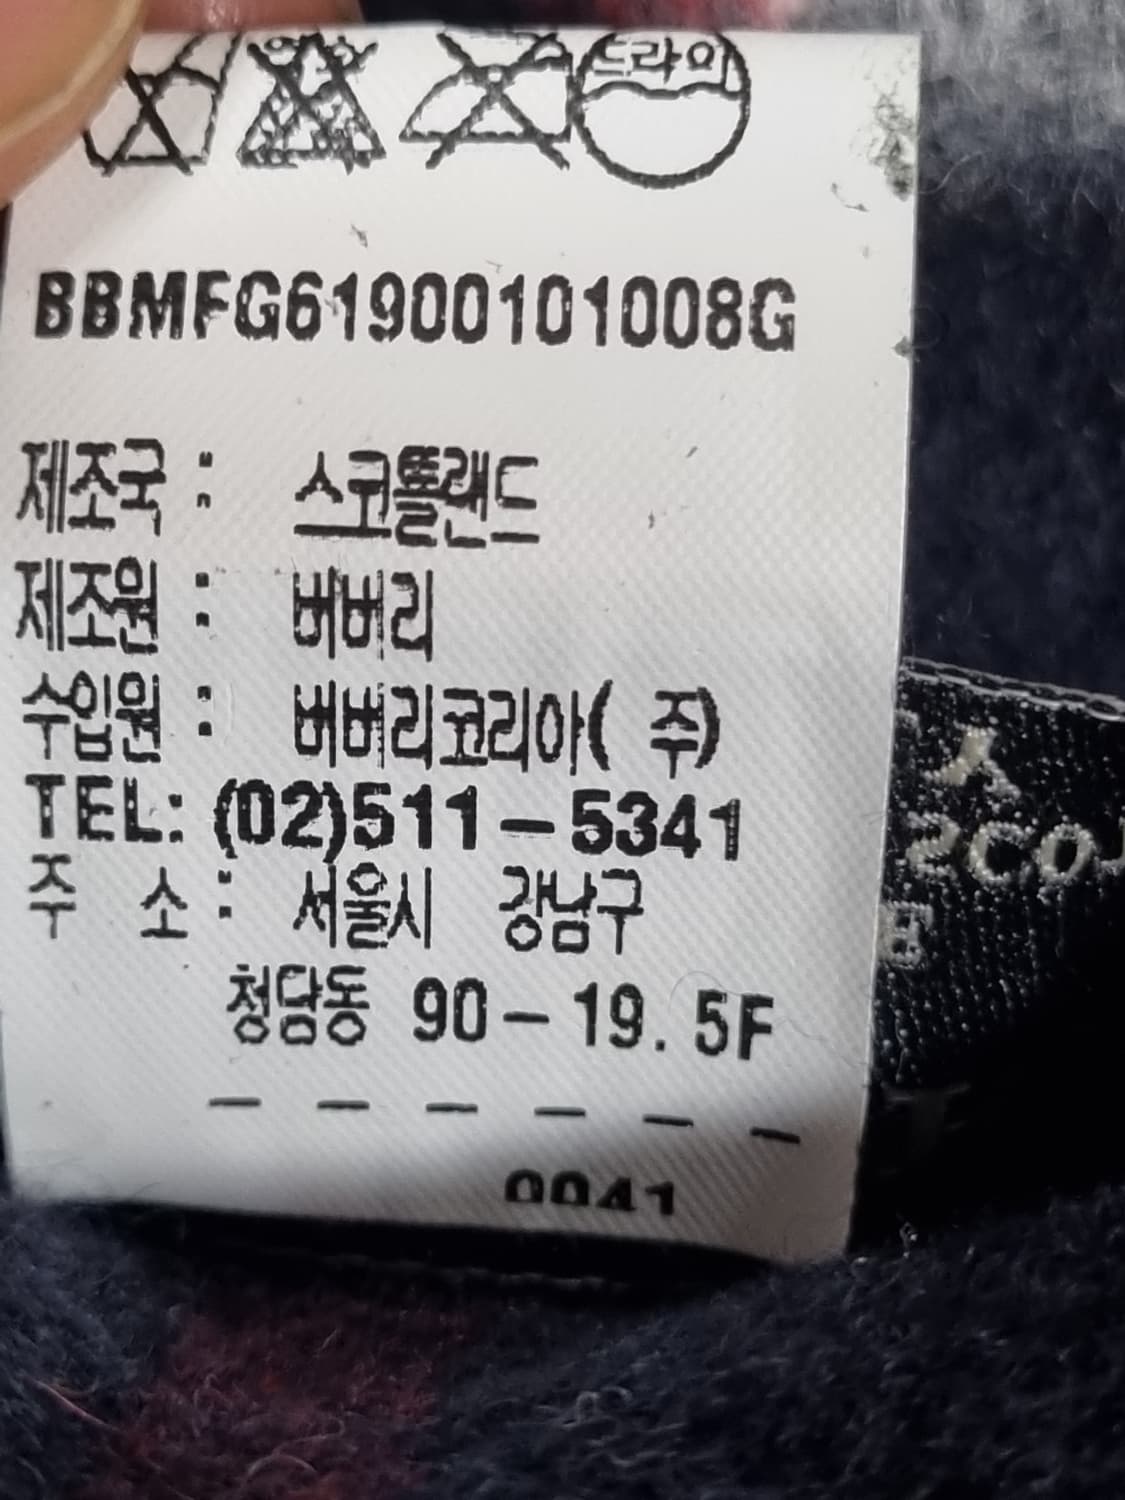 드라이
BBMFG61900101008G
제조국 : 스코틀랜드
제조원 : 버버리
수입원 : 버버리코리아( 주)
TEL: (02)511-5341
주 소 : 서울시 강남구
청담동 90-19. 5F
0041